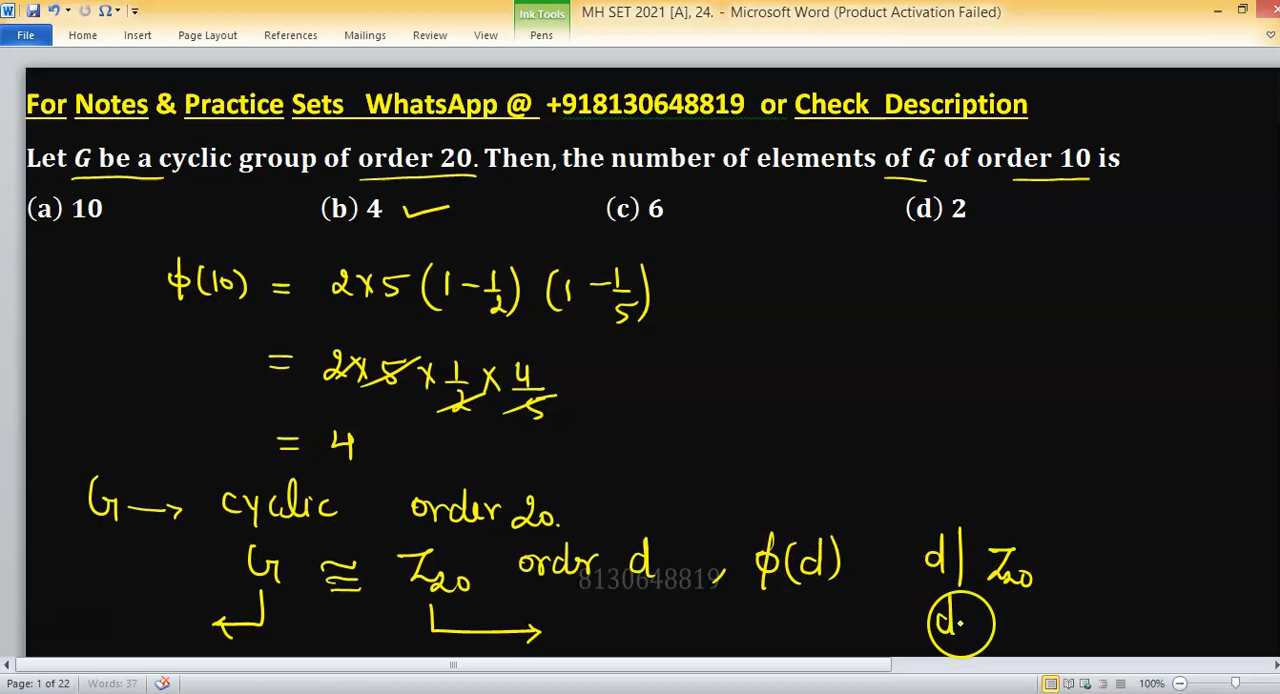 Ink Tools
MH SET 2021 [A], 24. - Microsoft Word (Product Activation Failed)
File Home Insert Page Layout References Mailings Review View Pens
For Notes & Practice Sets WhatsApp @ +918130648819 or Check Description
Let G be a cyclic group of order 20. Then, the number of elements of G of order 10 is
(a) 10 (b) 4 ✓ (c) 6 (d) 2
ϕ(10) = 2×5 (1-1/2) (1-1/5)
= 2×5×1/2×4/5
= 4
G → cyclic order 20.
G ≅ Z20 ordr d, ϕ(d) d | Z20
8130648819
d.
Page: 1 of 22 Words: 37 100%